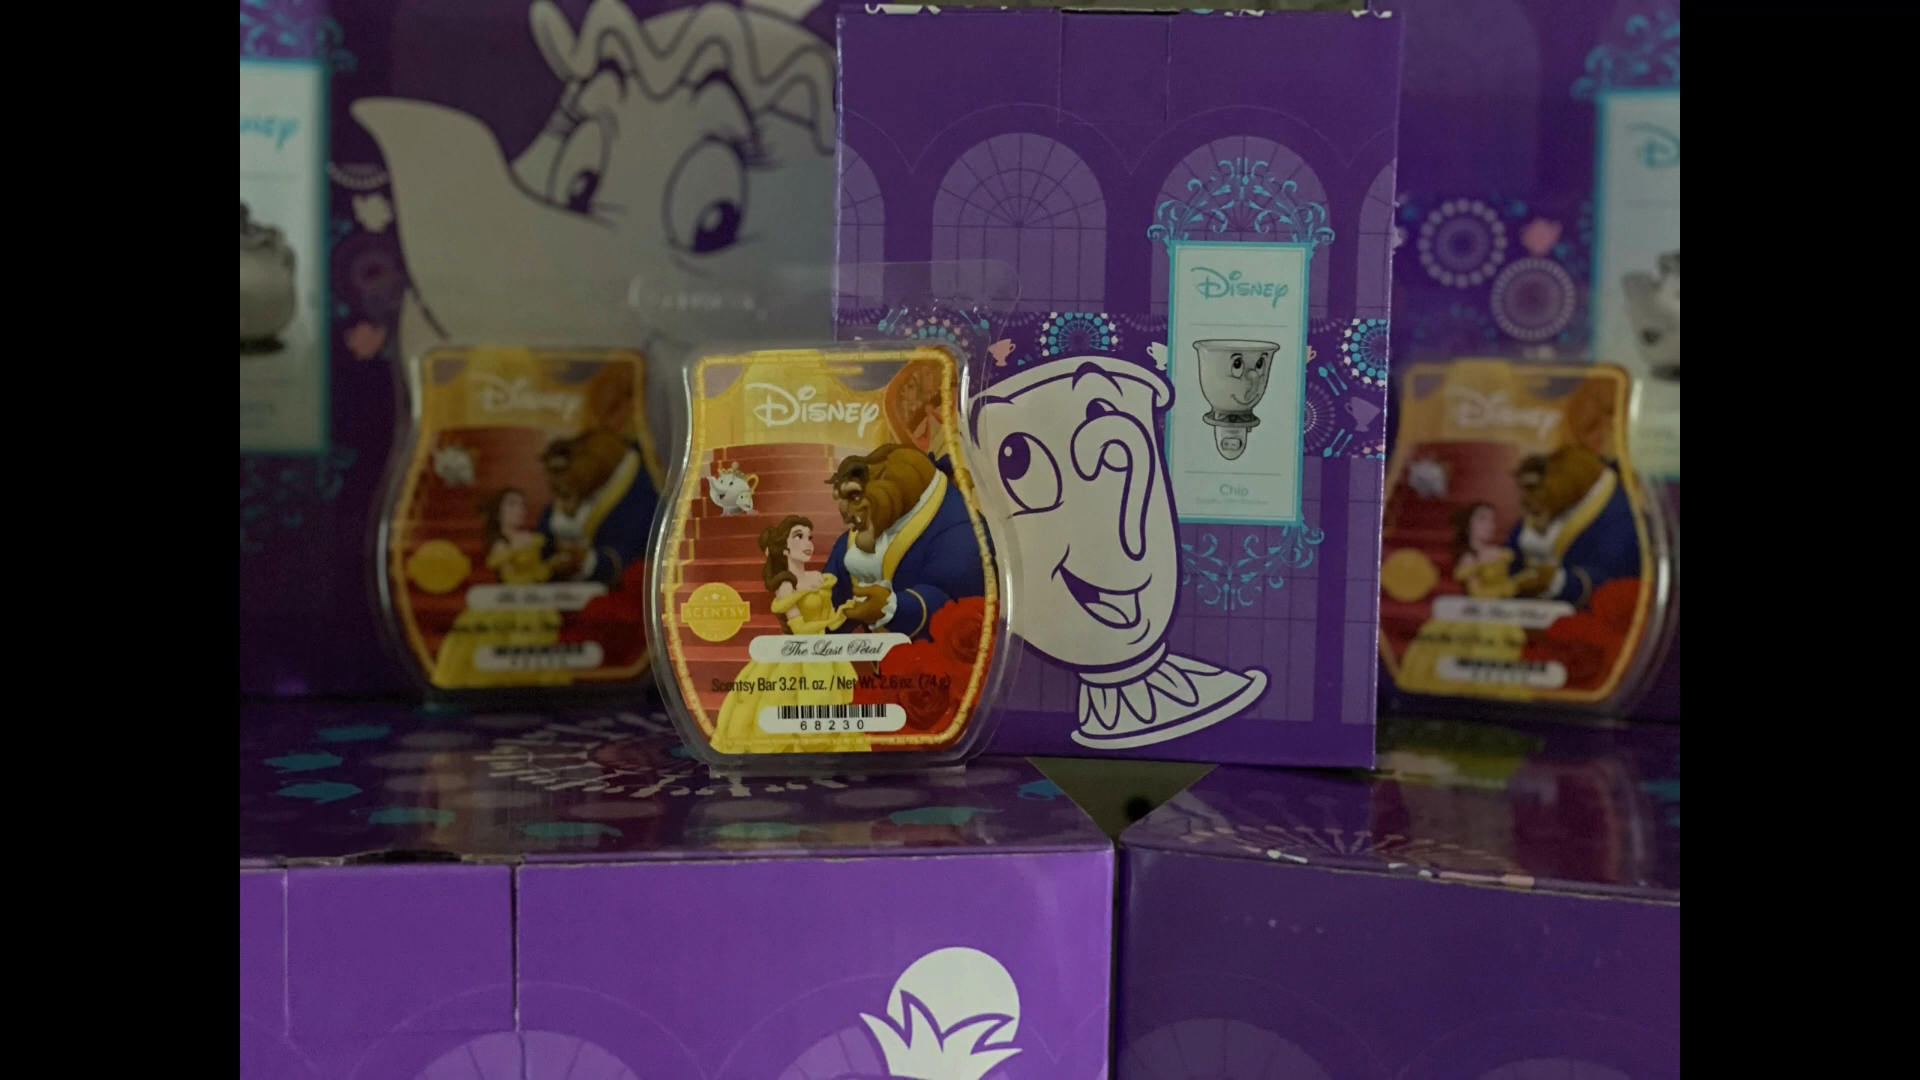 Disney
Chip
Disney
SCENTSY
The Last Petal
Scentsy Bar 3.2 fl. oz. / Net Wt. 2.6 oz. (74 g)
68230
Disney
Disney